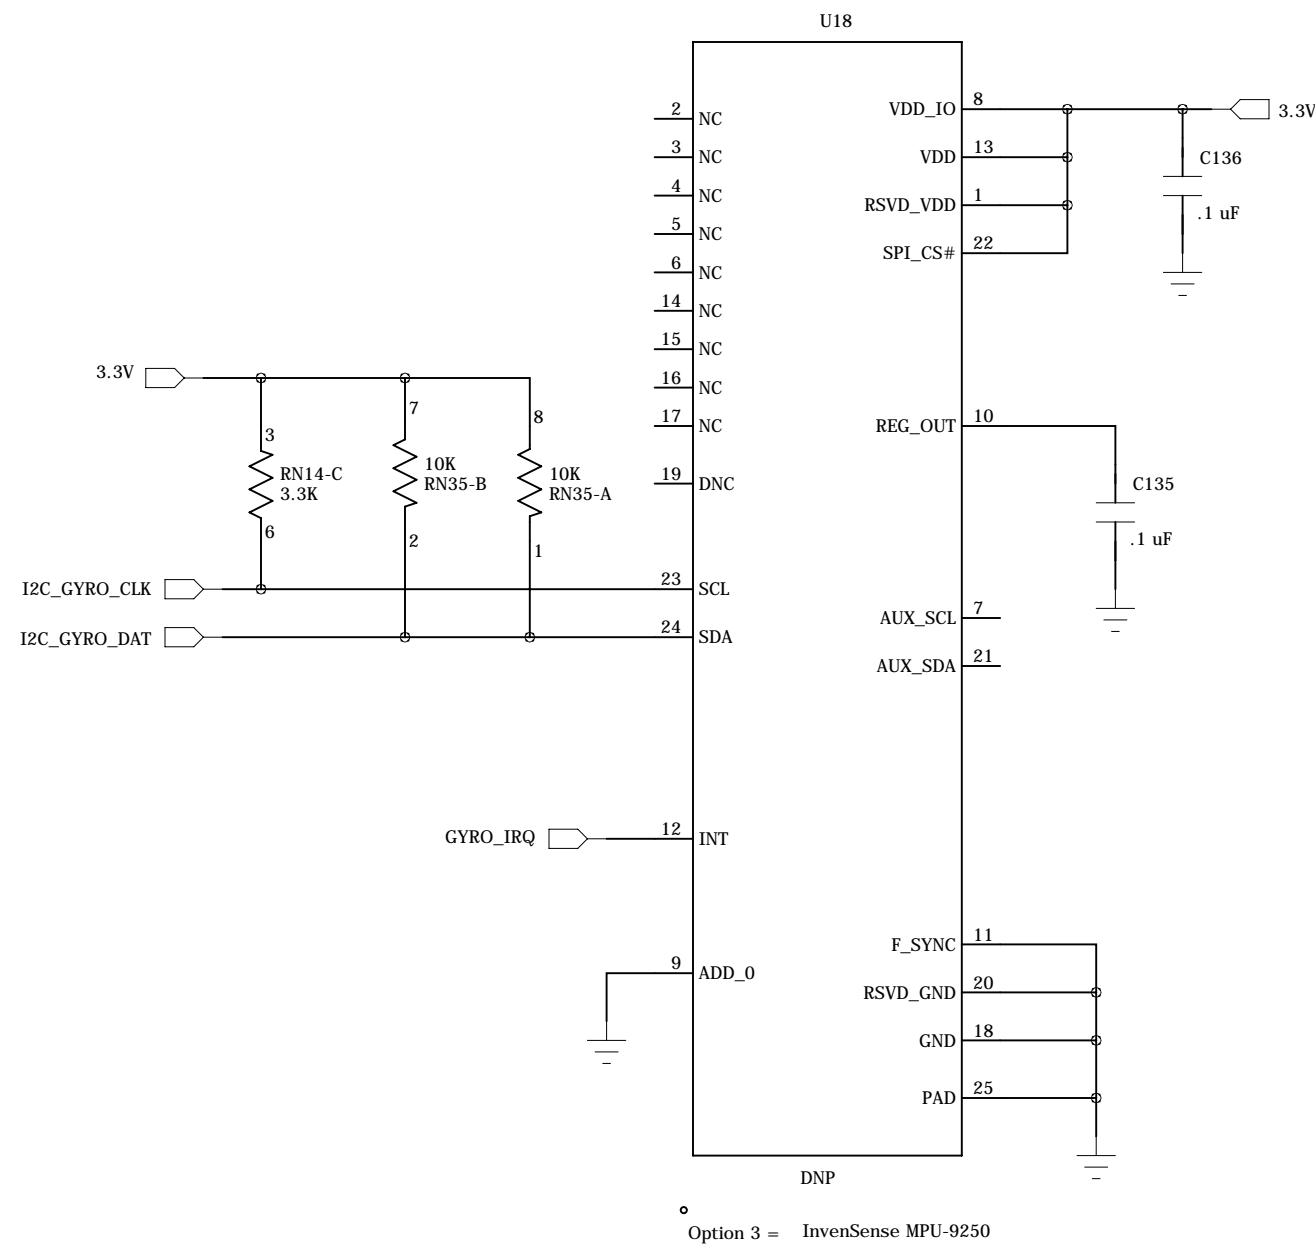 U18
2 NC
3 NC
4 NC
5 NC
6 NC
14 NC
15 NC
16 NC
17 NC
19 DNC
23 SCL
24 SDA
12 INT
9 ADD_0
VDD_IO 8
VDD 13
RSVD_VDD 1
SPI_CS# 22
REG_OUT 10
AUX_SCL 7
AUX_SDA 21
F_SYNC 11
RSVD_GND 20
GND 18
PAD 25
3.3V
C136
.1 uF
C135
.1 uF
3.3V
3
RN14-C
3.3K
6
7
10K
RN35-B
2
8
10K
RN35-A
1
I2C_GYRO_CLK
I2C_GYRO_DAT
GYRO_IRQ
DNP
Option 3 = InvenSense MPU-9250